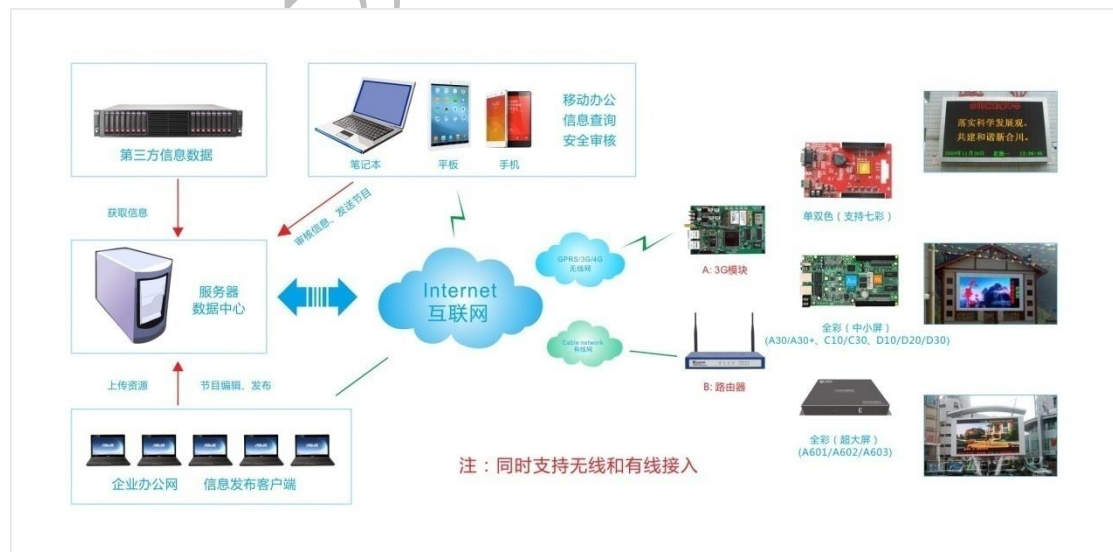 第三方信息数据
笔记本
平板
手机
移动办公
信息查询
安全审核
获取信息
审核信息、发送节目
服务器
数据中心
Internet
互联网
GPRS/3G/4G
无线网
Cable network
有线网
A: 3G模块
B: 路由器
单双色（支持七彩）
落实科学发展观，
共建和谐新合川。
全彩（中小屏）
(A30/A30+、C10/C30、D10/D20/D30)
全彩（超大屏）
(A601/A602/A603)
上传资源
节目编辑、发布
企业办公网
信息发布客户端
注：同时支持无线和有线接入